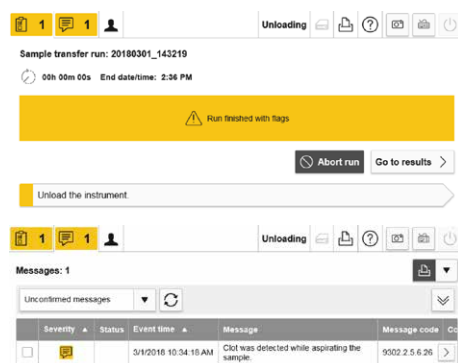 1 1 Unloading
Sample transfer run: 20180301_143219
00h 00m 00s End date/time: 2:36 PM
Run finished with flags
Abort run Go to results
Unload the instrument.
1 1 Unloading
Messages: 1
Unconfirmed messages
Severity Status Event time Message Message code Co
3/1/2018 10:34:18 AM Clot was detected while aspirating the 9302.2.5.6.26
sample.